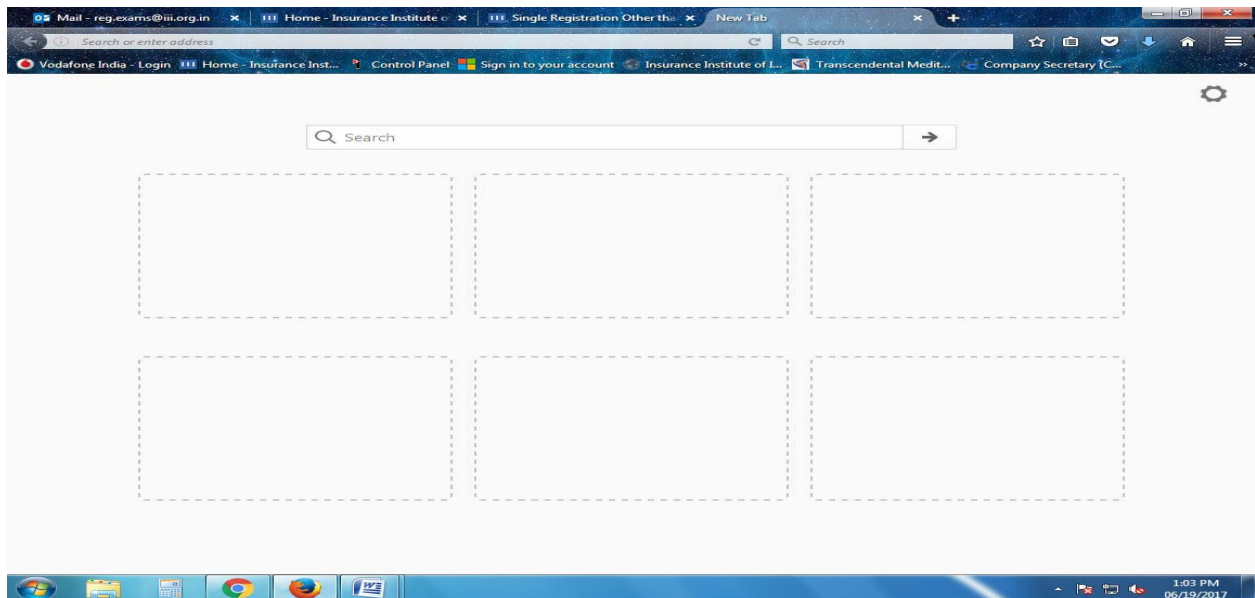 Mail - reg.exams@iii.org.in Home - Insurance Institute o Single Registration Other tha New Tab
Search or enter address Search
Vodafone India - Login Home - Insurance Inst... Control Panel Sign in to your account Insurance Institute of I... Transcendental Medit... Company Secretary (C...
Search
1:03 PM
06/19/2017